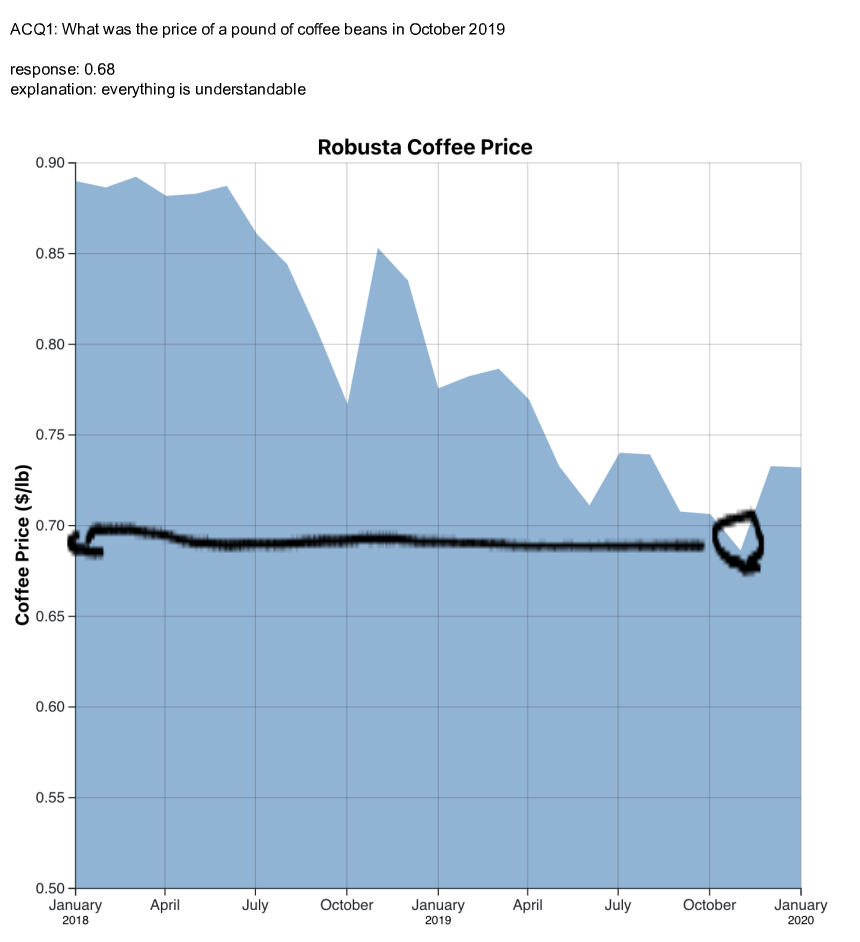 ACQ1: What was the price of a pound of coffee beans in October 2019
response: 0.68
explanation: everything is understandable
Robusta Coffee Price
0.90
0.85
0.80
0.75
0.70
0.65
0.60
0.55
0.50
Coffee Price ($/lb)
January April July October January April July October January
2018 2019 2020